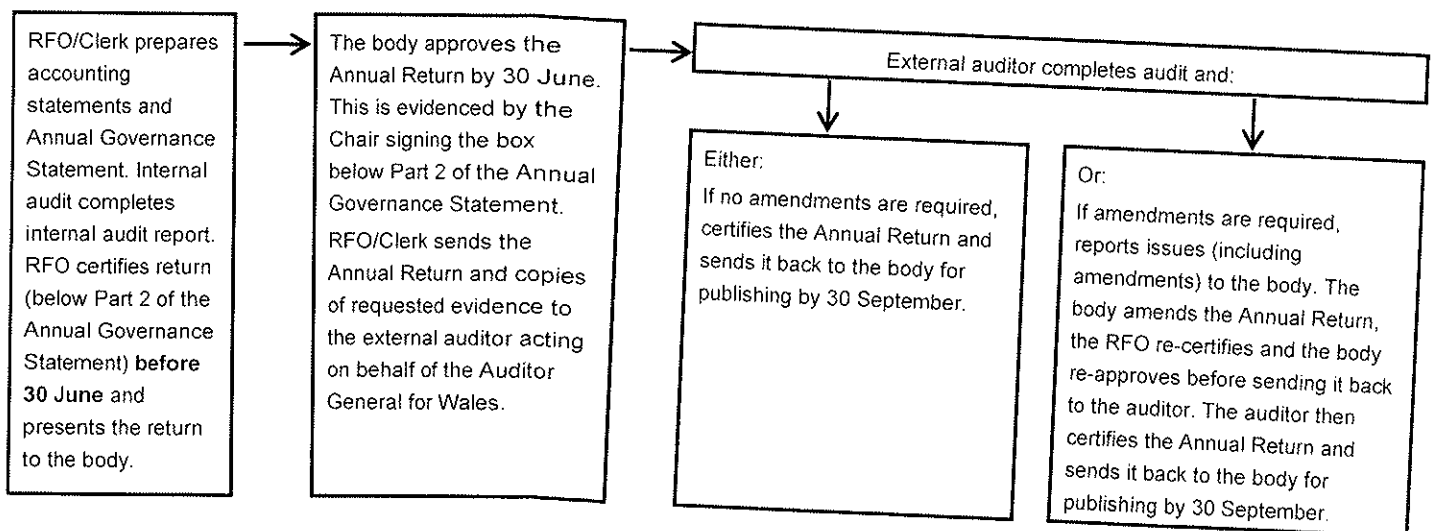 RFO/Clerk prepares
accounting
statements and
Annual Governance
Statement. Internal
audit completes
internal audit report.
RFO certifies return
(below Part 2 of the
Annual Governance
Statement) before
30 June and
presents the return
to the body.
The body approves the
Annual Return by 30 June.
This is evidenced by the
Chair signing the box
below Part 2 of the Annual
Governance Statement.
RFO/Clerk sends the
Annual Return and copies
of requested evidence to
the external auditor acting
on behalf of the Auditor
General for Wales.
External auditor completes audit and:
Either:
If no amendments are required,
certifies the Annual Return and
sends it back to the body for
publishing by 30 September.
Or:
If amendments are required,
reports issues (including
amendments) to the body. The
body amends the Annual Return,
the RFO re-certifies and the body
re-approves before sending it back
to the auditor. The auditor then
certifies the Annual Return and
sends it back to the body for
publishing by 30 September.